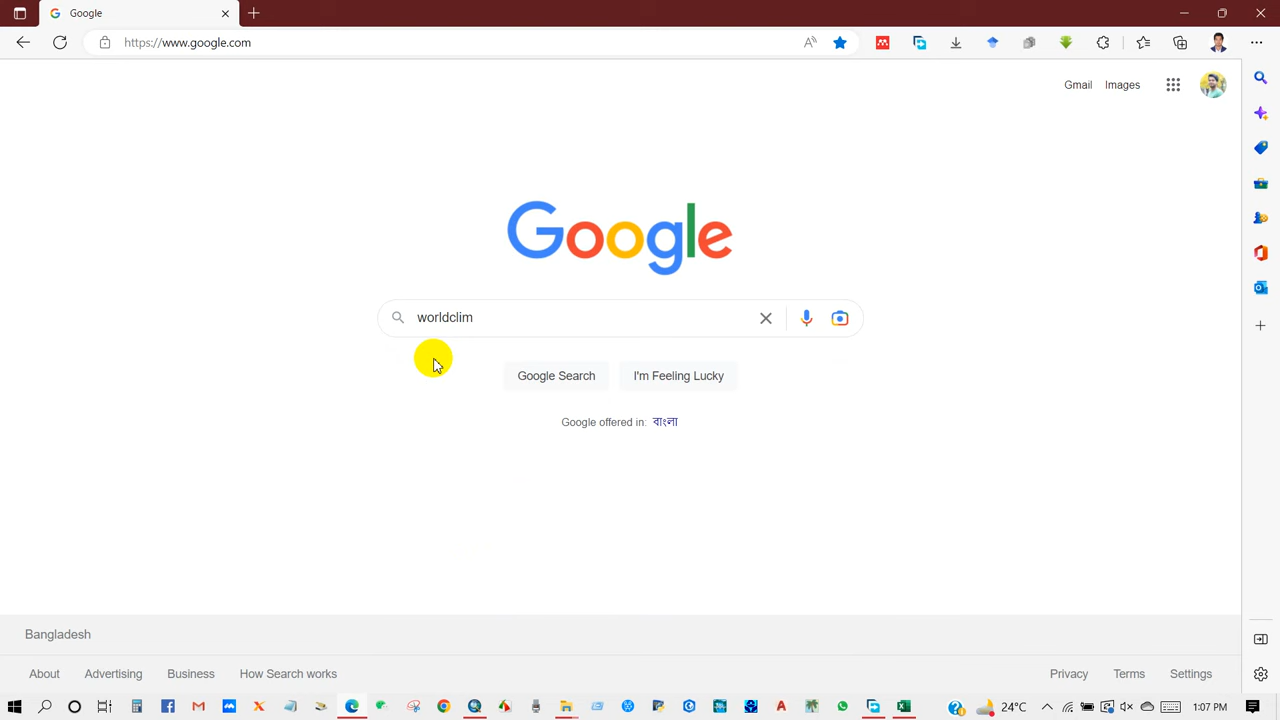 Google
https://www.google.com
Gmail Images
Google
worldclim
Google Search I'm Feeling Lucky
Google offered in: বাংলা
Bangladesh
About Advertising Business How Search works Privacy Terms Settings
24°C 1:07 PM